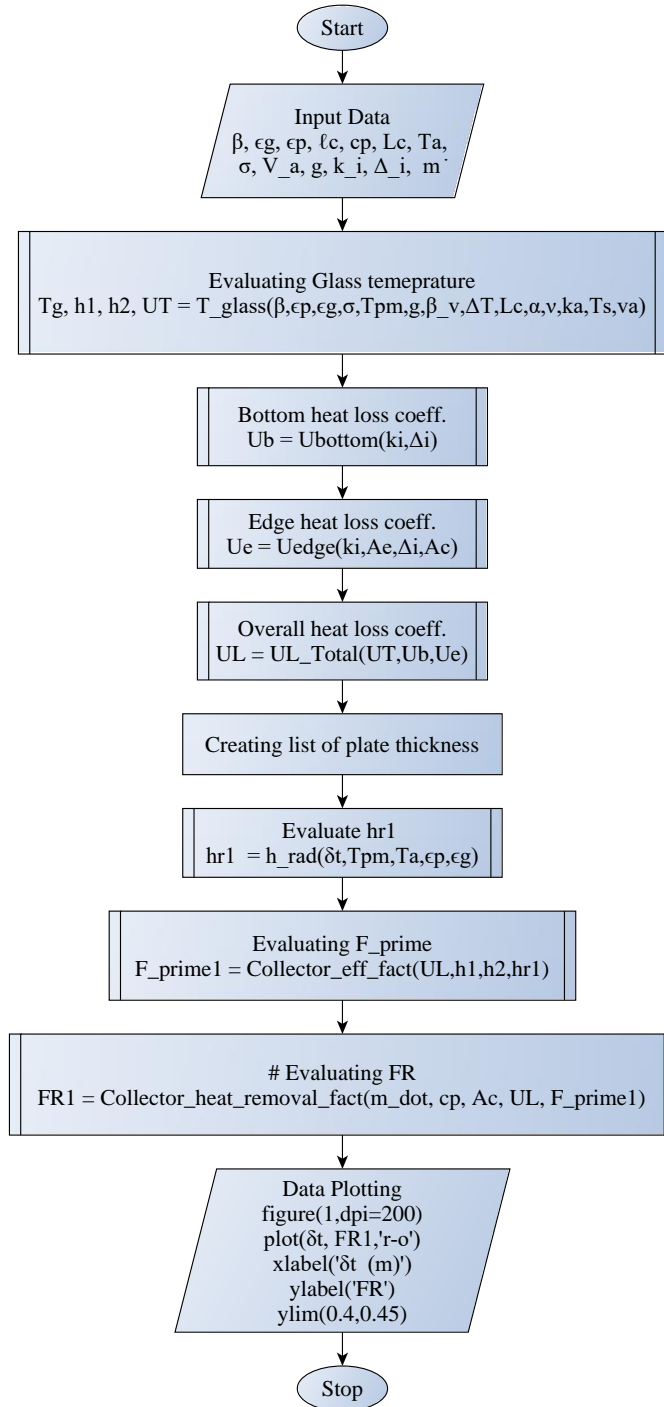 Start
Input Data
β, ϵg, ϵp, ℓc, cp, Lc, Ta,
σ, V_a, g, k_i, Δ_i, m˙
Evaluating Glass temeprature
Tg, h1, h2, UT = T_glass(β,ϵp,ϵg,σ,Tpm,g,β_v,ΔT,Lc,α,ν,ka,Ts,va)
Bottom heat loss coeff.
Ub = Ubottom(ki,Δi)
Edge heat loss coeff.
Ue = Uedge(ki,Ae,Δi,Ac)
Overall heat loss coeff.
UL = UL_Total(UT,Ub,Ue)
Creating list of plate thickness
Evaluate hr1
hr1 = h_rad(δt,Tpm,Ta,ϵp,ϵg)
Evaluating F_prime
F_prime1 = Collector_eff_fact(UL,h1,h2,hr1)
# Evaluating FR
FR1 = Collector_heat_removal_fact(m_dot, cp, Ac, UL, F_prime1)
Data Plotting
figure(1,dpi=200)
plot(δt, FR1,'r-o')
xlabel('δt (m)')
ylabel('FR')
ylim(0.4,0.45)
Stop